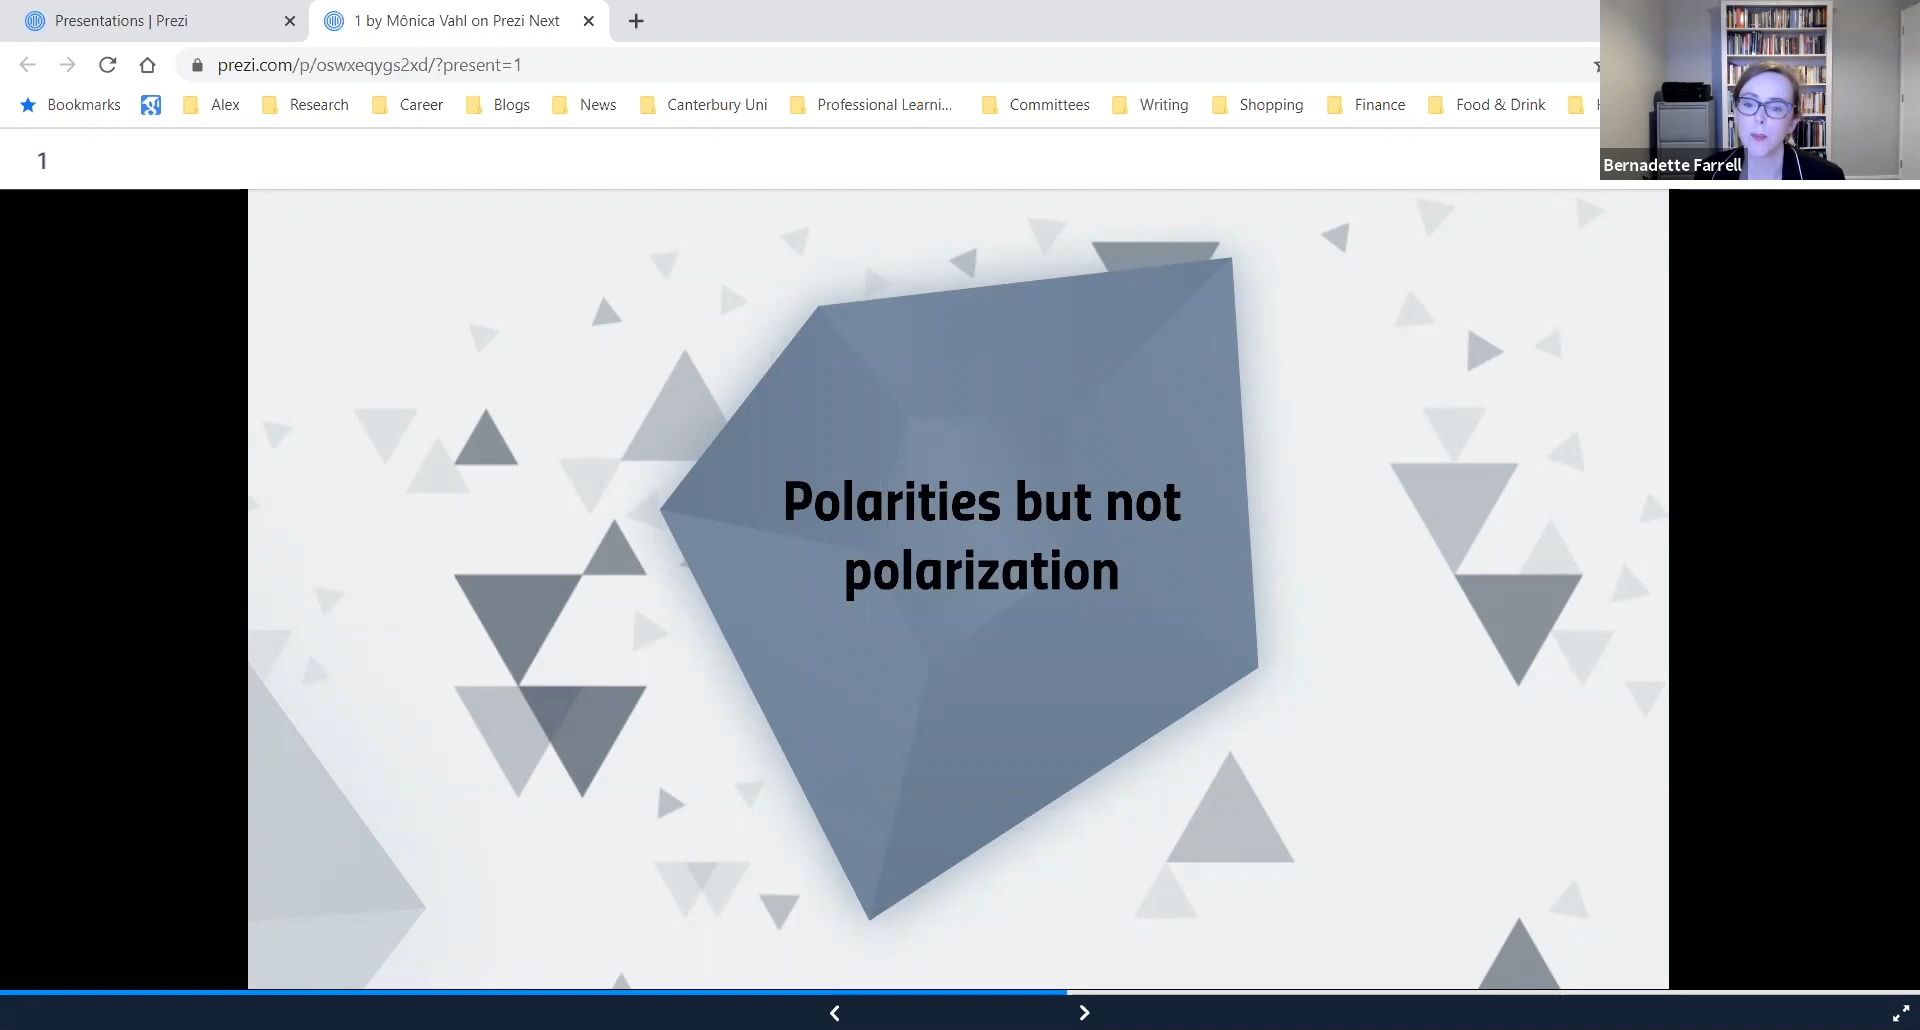 Presentations | Prezi
1 by Mônica Vahl on Prezi Next
prezi.com/p/oswxeqygs2xd/?present=1
Bookmarks Alex Research Career Blogs News Canterbury Uni Professional Learni... Committees Writing Shopping Finance Food & Drink
1
Bernadette Farrell
Polarities but not
polarization